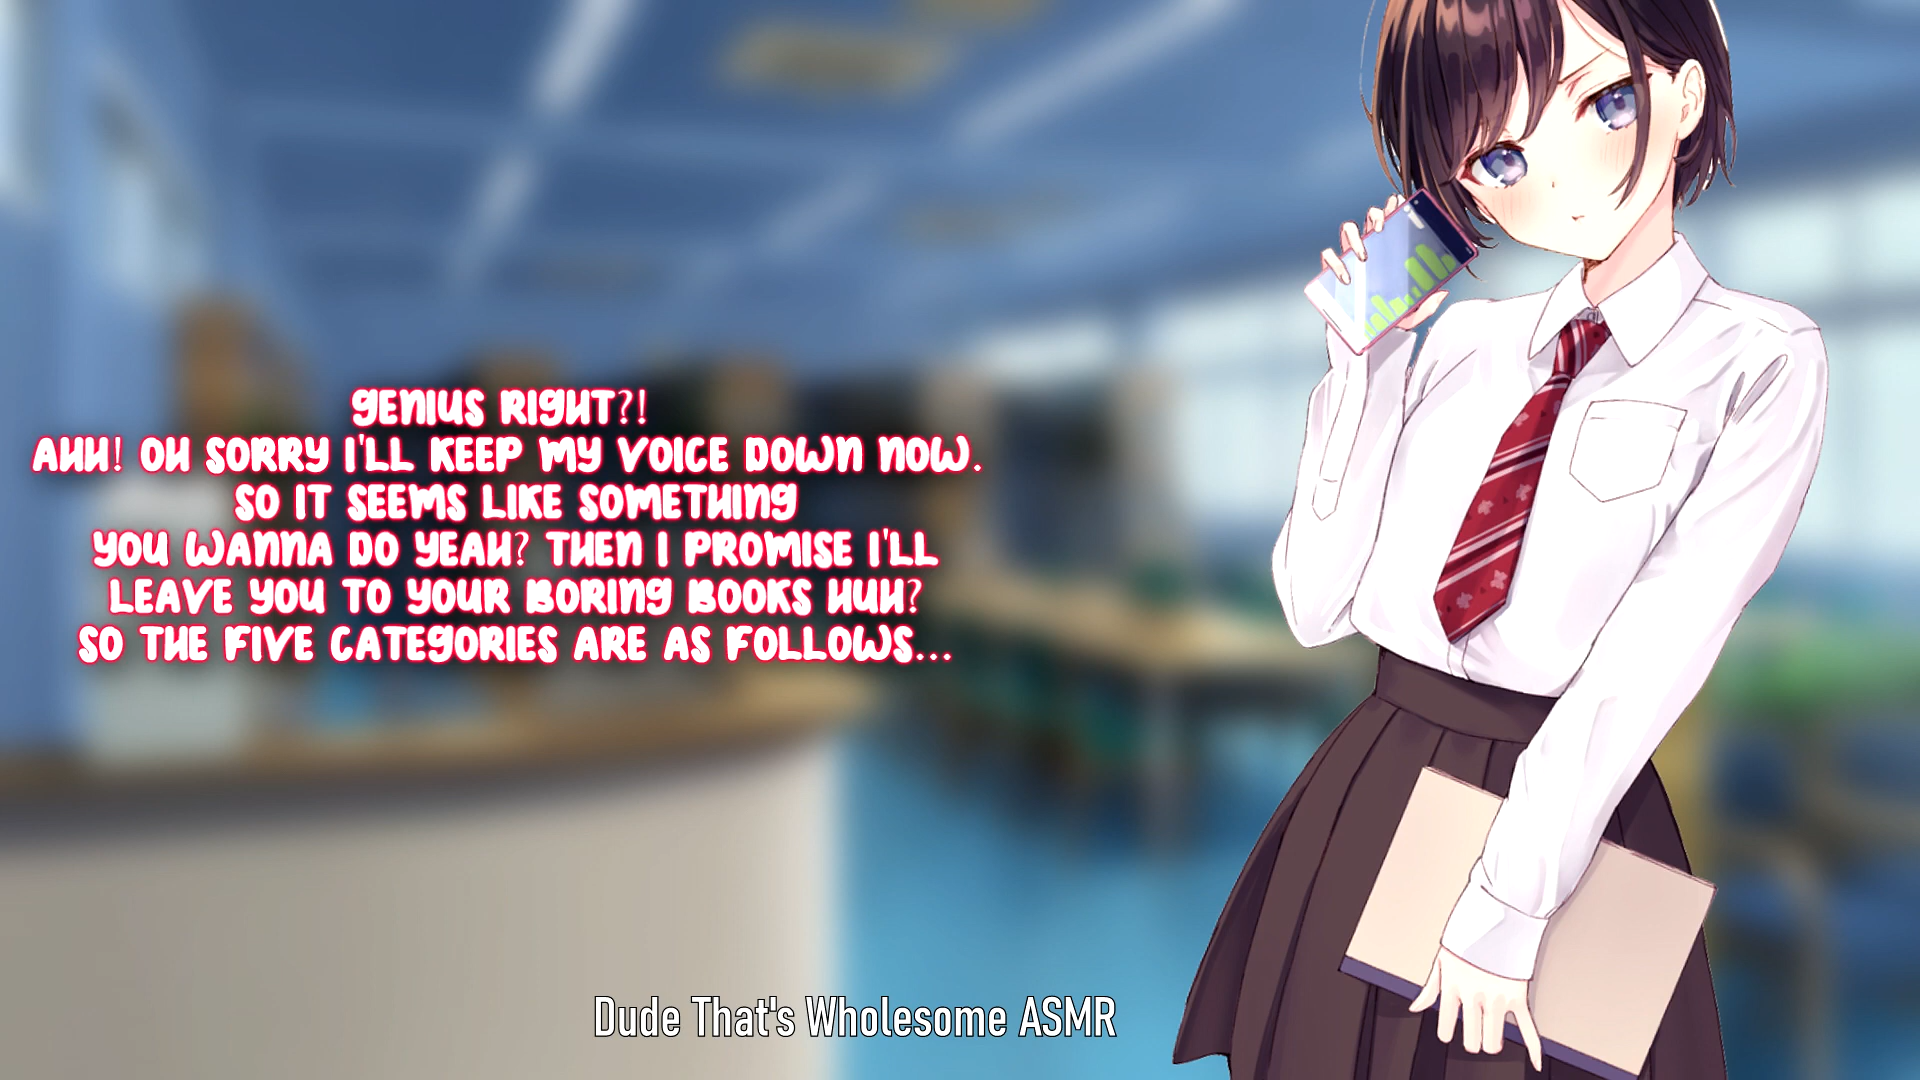 GENIUS RIGHT?!
AHH! OH SORRY I'LL KEEP MY VOICE DOWN NOW.
SO IT SEEMS LIKE SOMETHING
YOU WANNA DO YEAH? THEN I PROMISE I'LL
LEAVE YOU TO YOUR BORING BOOKS HUH?
SO THE FIVE CATEGORIES ARE AS FOLLOWS...
Dude That's Wholesome ASMR